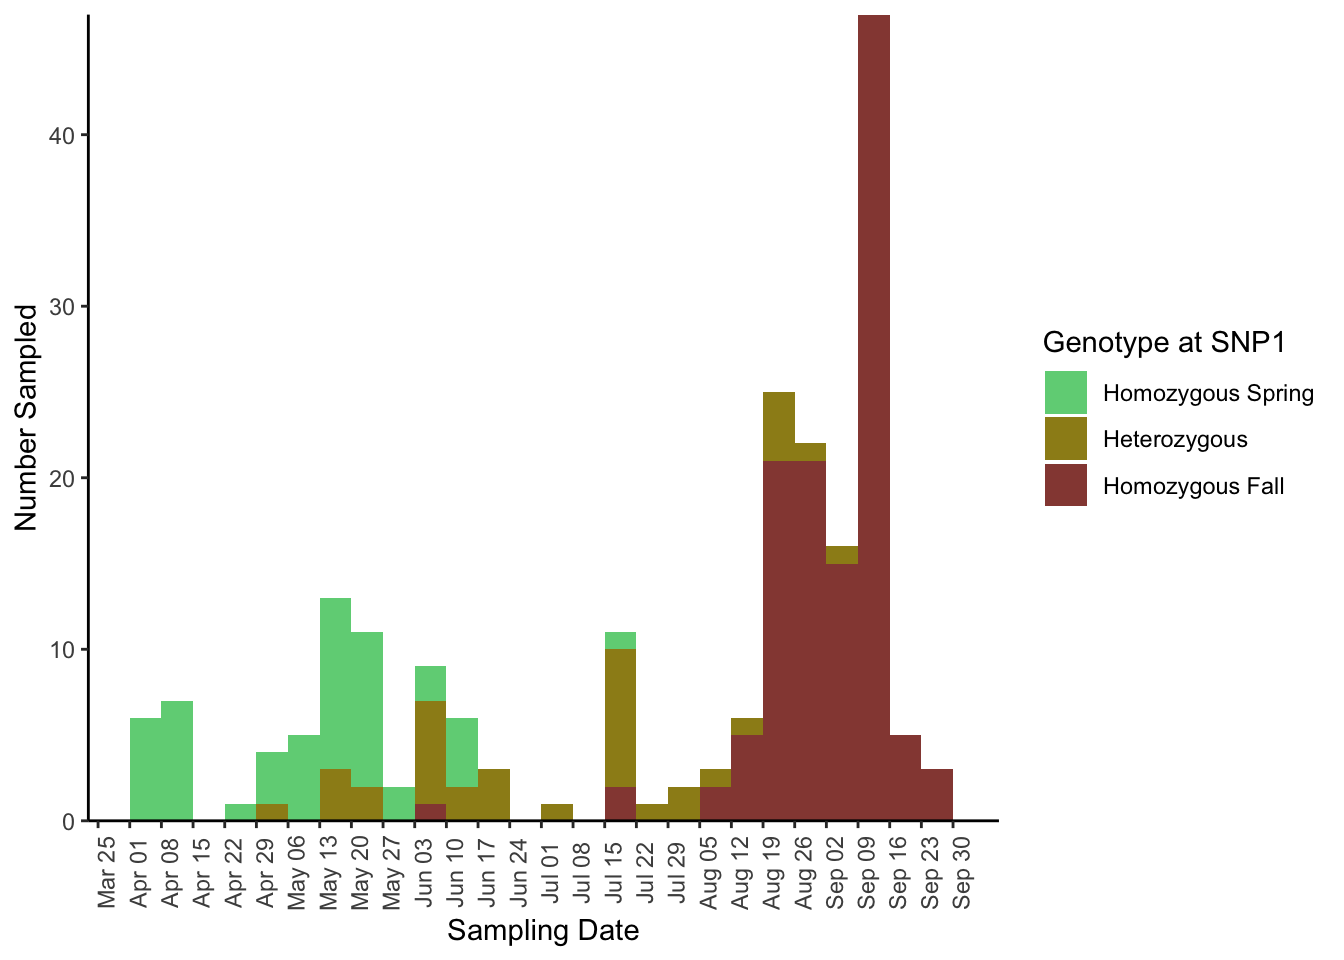 40
30
20
10
0
Number Sampled
Mar 25
Apr 01
Apr 08
Apr 15
Apr 22
Apr 29
May 06
May 13
May 20
May 27
Jun 03
Jun 10
Jun 17
Jun 24
Jul 01
Jul 08
Jul 15
Jul 22
Jul 29
Aug 05
Aug 12
Aug 19
Aug 26
Sep 02
Sep 09
Sep 16
Sep 23
Sep 30
Sampling Date
Genotype at SNP1
Homozygous Spring
Heterozygous
Homozygous Fall